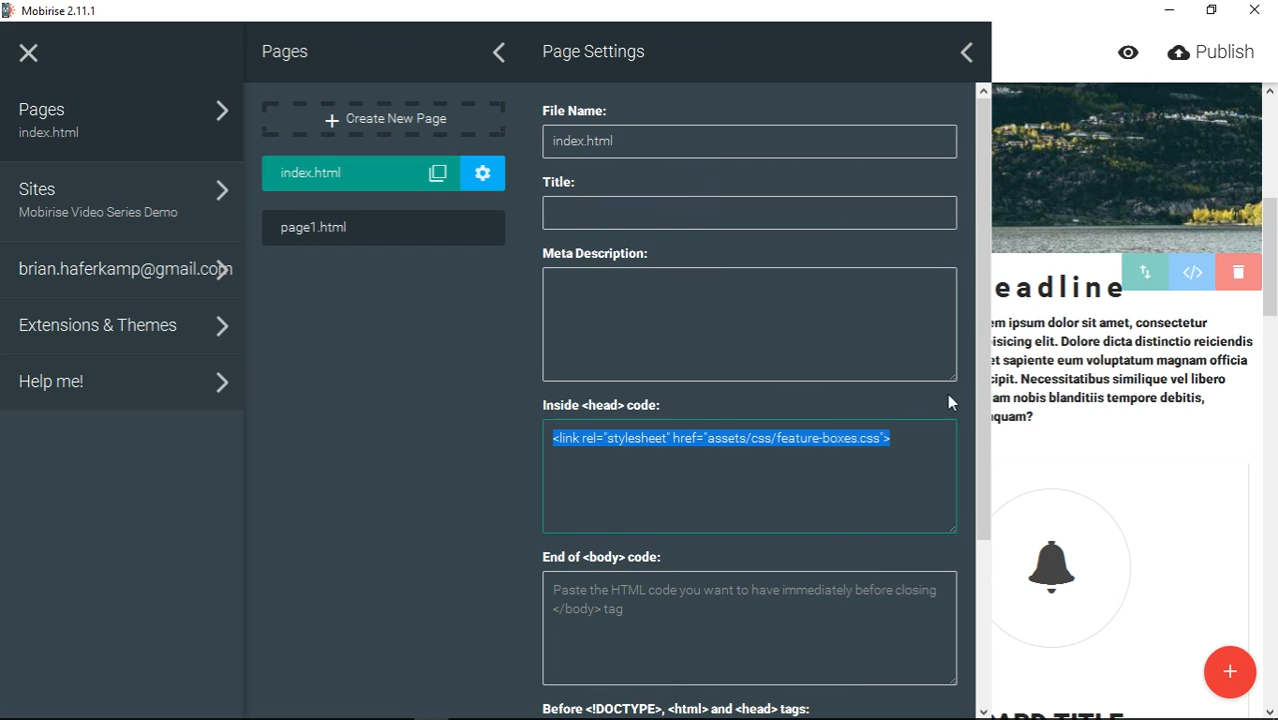 Mobirise 2.11.1
Pages
index.html
Sites
Mobirise Video Series Demo
brian.haferkamp@gmail.com
Extensions & Themes
Help me!
Pages
Create New Page
index.html
page1.html
Page Settings
File Name:
index.html
Title:
Meta Description:
Inside <head> code:
<link rel="stylesheet" href="assets/css/feature-boxes.css">
End of <body> code:
Paste the HTML code you want to have immediately before closing
</body> tag
Before <!DOCTYPE>, <html> and <head> tags:
Publish
eadline
em ipsum dolor sit amet, consectetur
pisicing elit. Dolore dicta distinctio reiciendis
et sapiente eum voluptatum magnam officia
cipit. Necessitatibus similique vel libero
am nobis blanditiis tempore debitis,
quam?
ARD TITLE